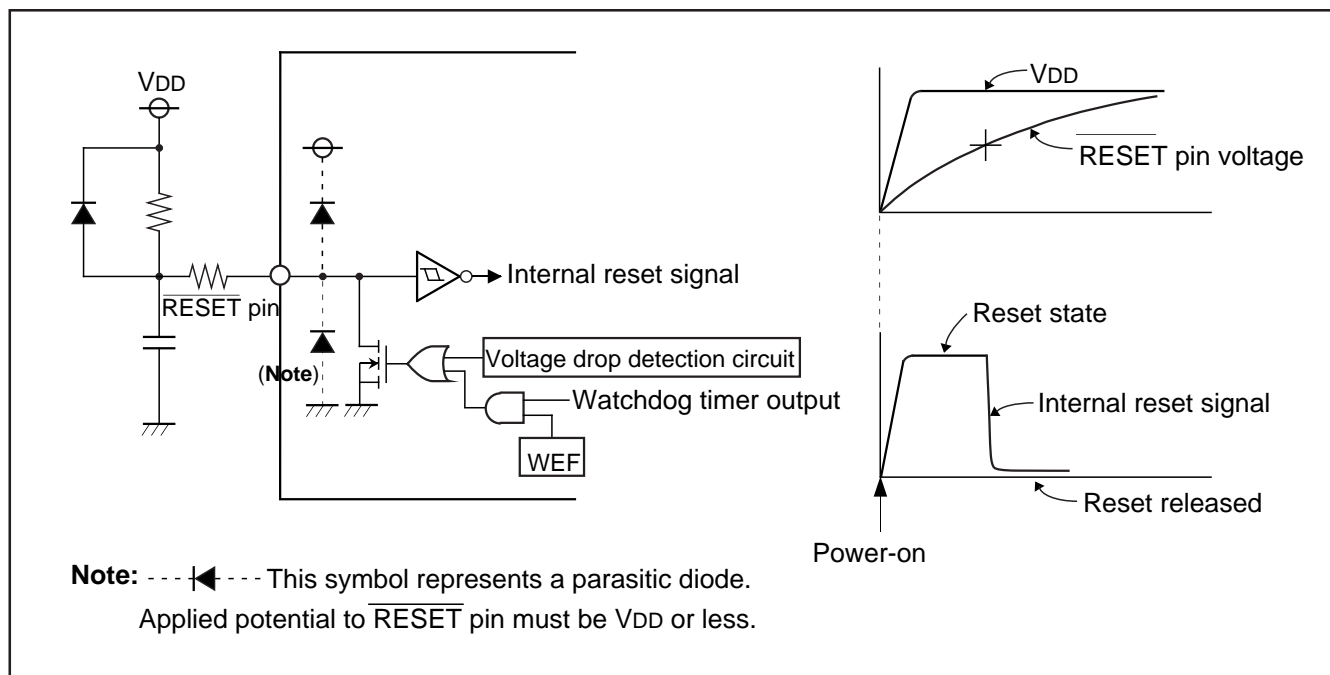 VDD
RESET pin
(Note)
Internal reset signal
Voltage drop detection circuit
Watchdog timer output
WEF
VDD
RESET pin voltage
Reset state
Internal reset signal
Reset released
Power-on
Note: This symbol represents a parasitic diode.
Applied potential to RESET pin must be VDD or less.